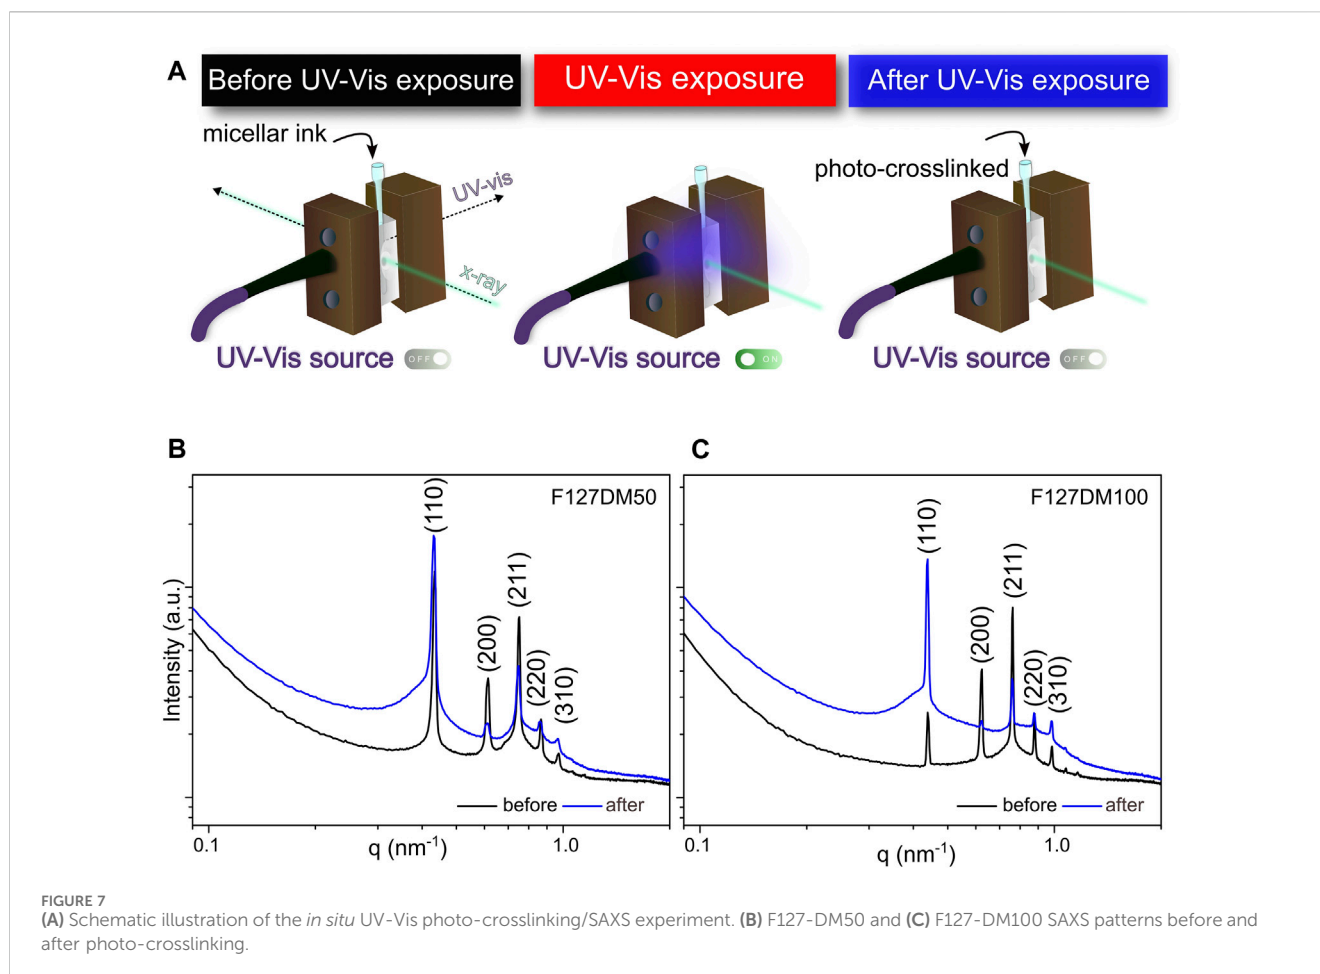 A
Before UV-Vis exposure
UV-Vis exposure
After UV-Vis exposure
micellar ink
UV-vis
x-ray
photo-crosslinked
UV-Vis source OFF
UV-Vis source ON
UV-Vis source OFF
B
F127DM50
(110)
(200)
(211)
(220)
(310)
Intensity (a.u.)
before
after
0.1
q (nm-1)
1.0
C
F127DM100
(110)
(200)
(211)
(220)
(310)
before
after
0.1
q (nm-1)
1.0
FIGURE 7
(A) Schematic illustration of the in situ UV-Vis photo-crosslinking/SAXS experiment. (B) F127-DM50 and (C) F127-DM100 SAXS patterns before and
after photo-crosslinking.